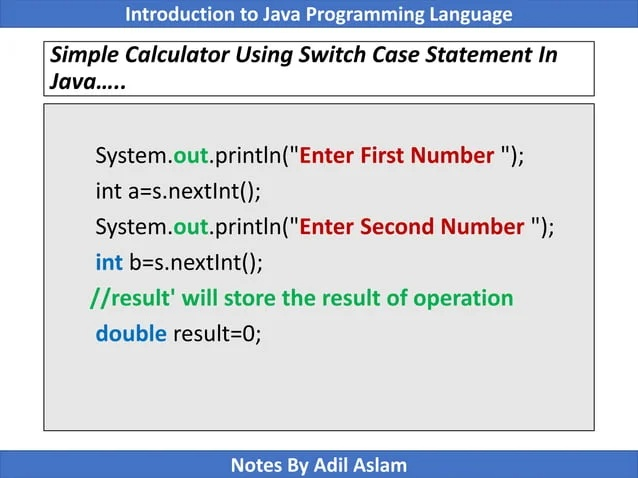 Introduction to Java Programming Language
Simple Calculator Using Switch Case Statement In
Java…..
System.out.println("Enter First Number ");
int a=s.nextInt();
System.out.println("Enter Second Number ");
int b=s.nextInt();
//result' will store the result of operation
double result=0;
Notes By Adil Aslam